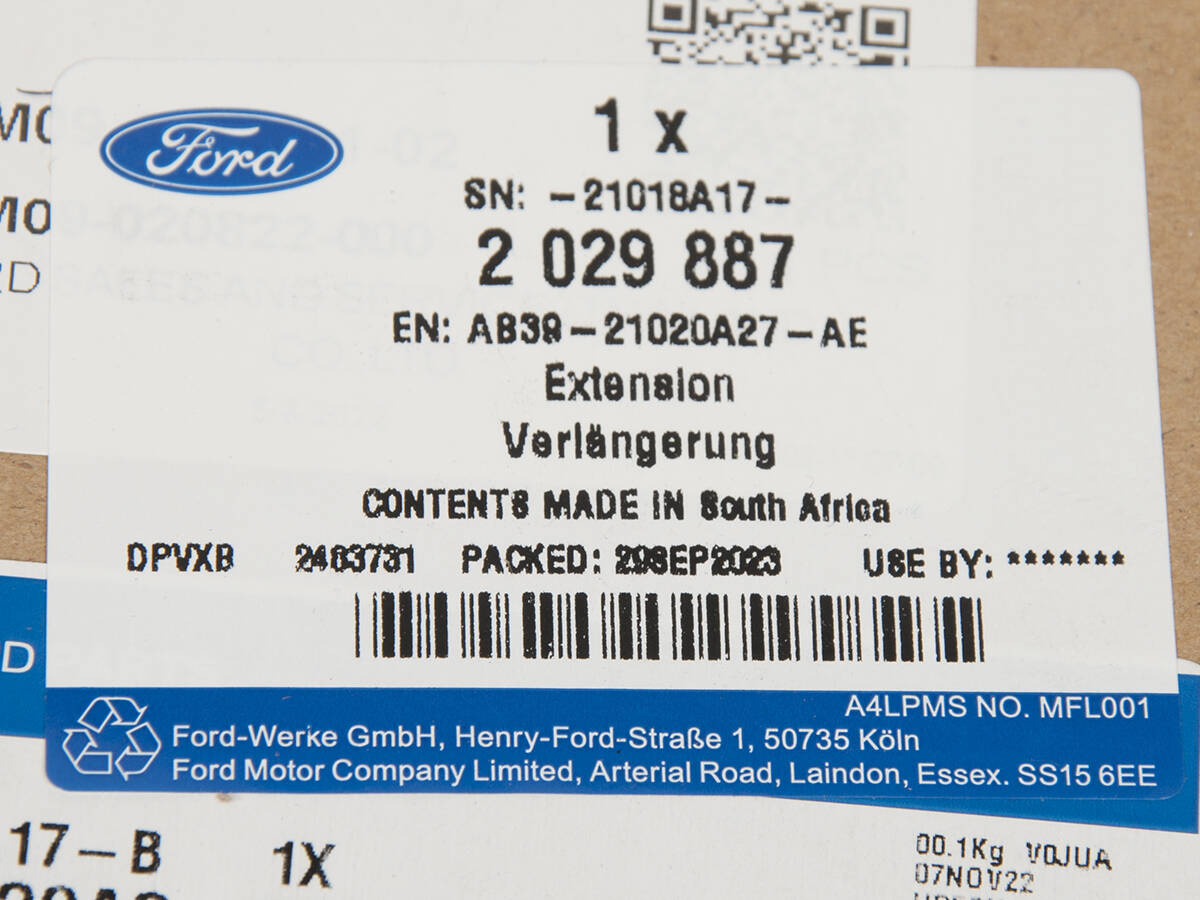 Ford
1 x
SN: -21018A17-
2 029 887
EN: AB39-21020A27-AE
Extension
Verlängerung
CONTENTS MADE IN South Africa
DPVXB 2483731 PACKED: 29SEP2023 USE BY: *******
A4LPMS NO. MFL001
Ford-Werke GmbH, Henry-Ford-Straße 1, 50735 Köln
Ford Motor Company Limited, Arterial Road, Laindon, Essex. SS15 6EE
17-B 1X
00.1Kg V0JUA
07NOV22